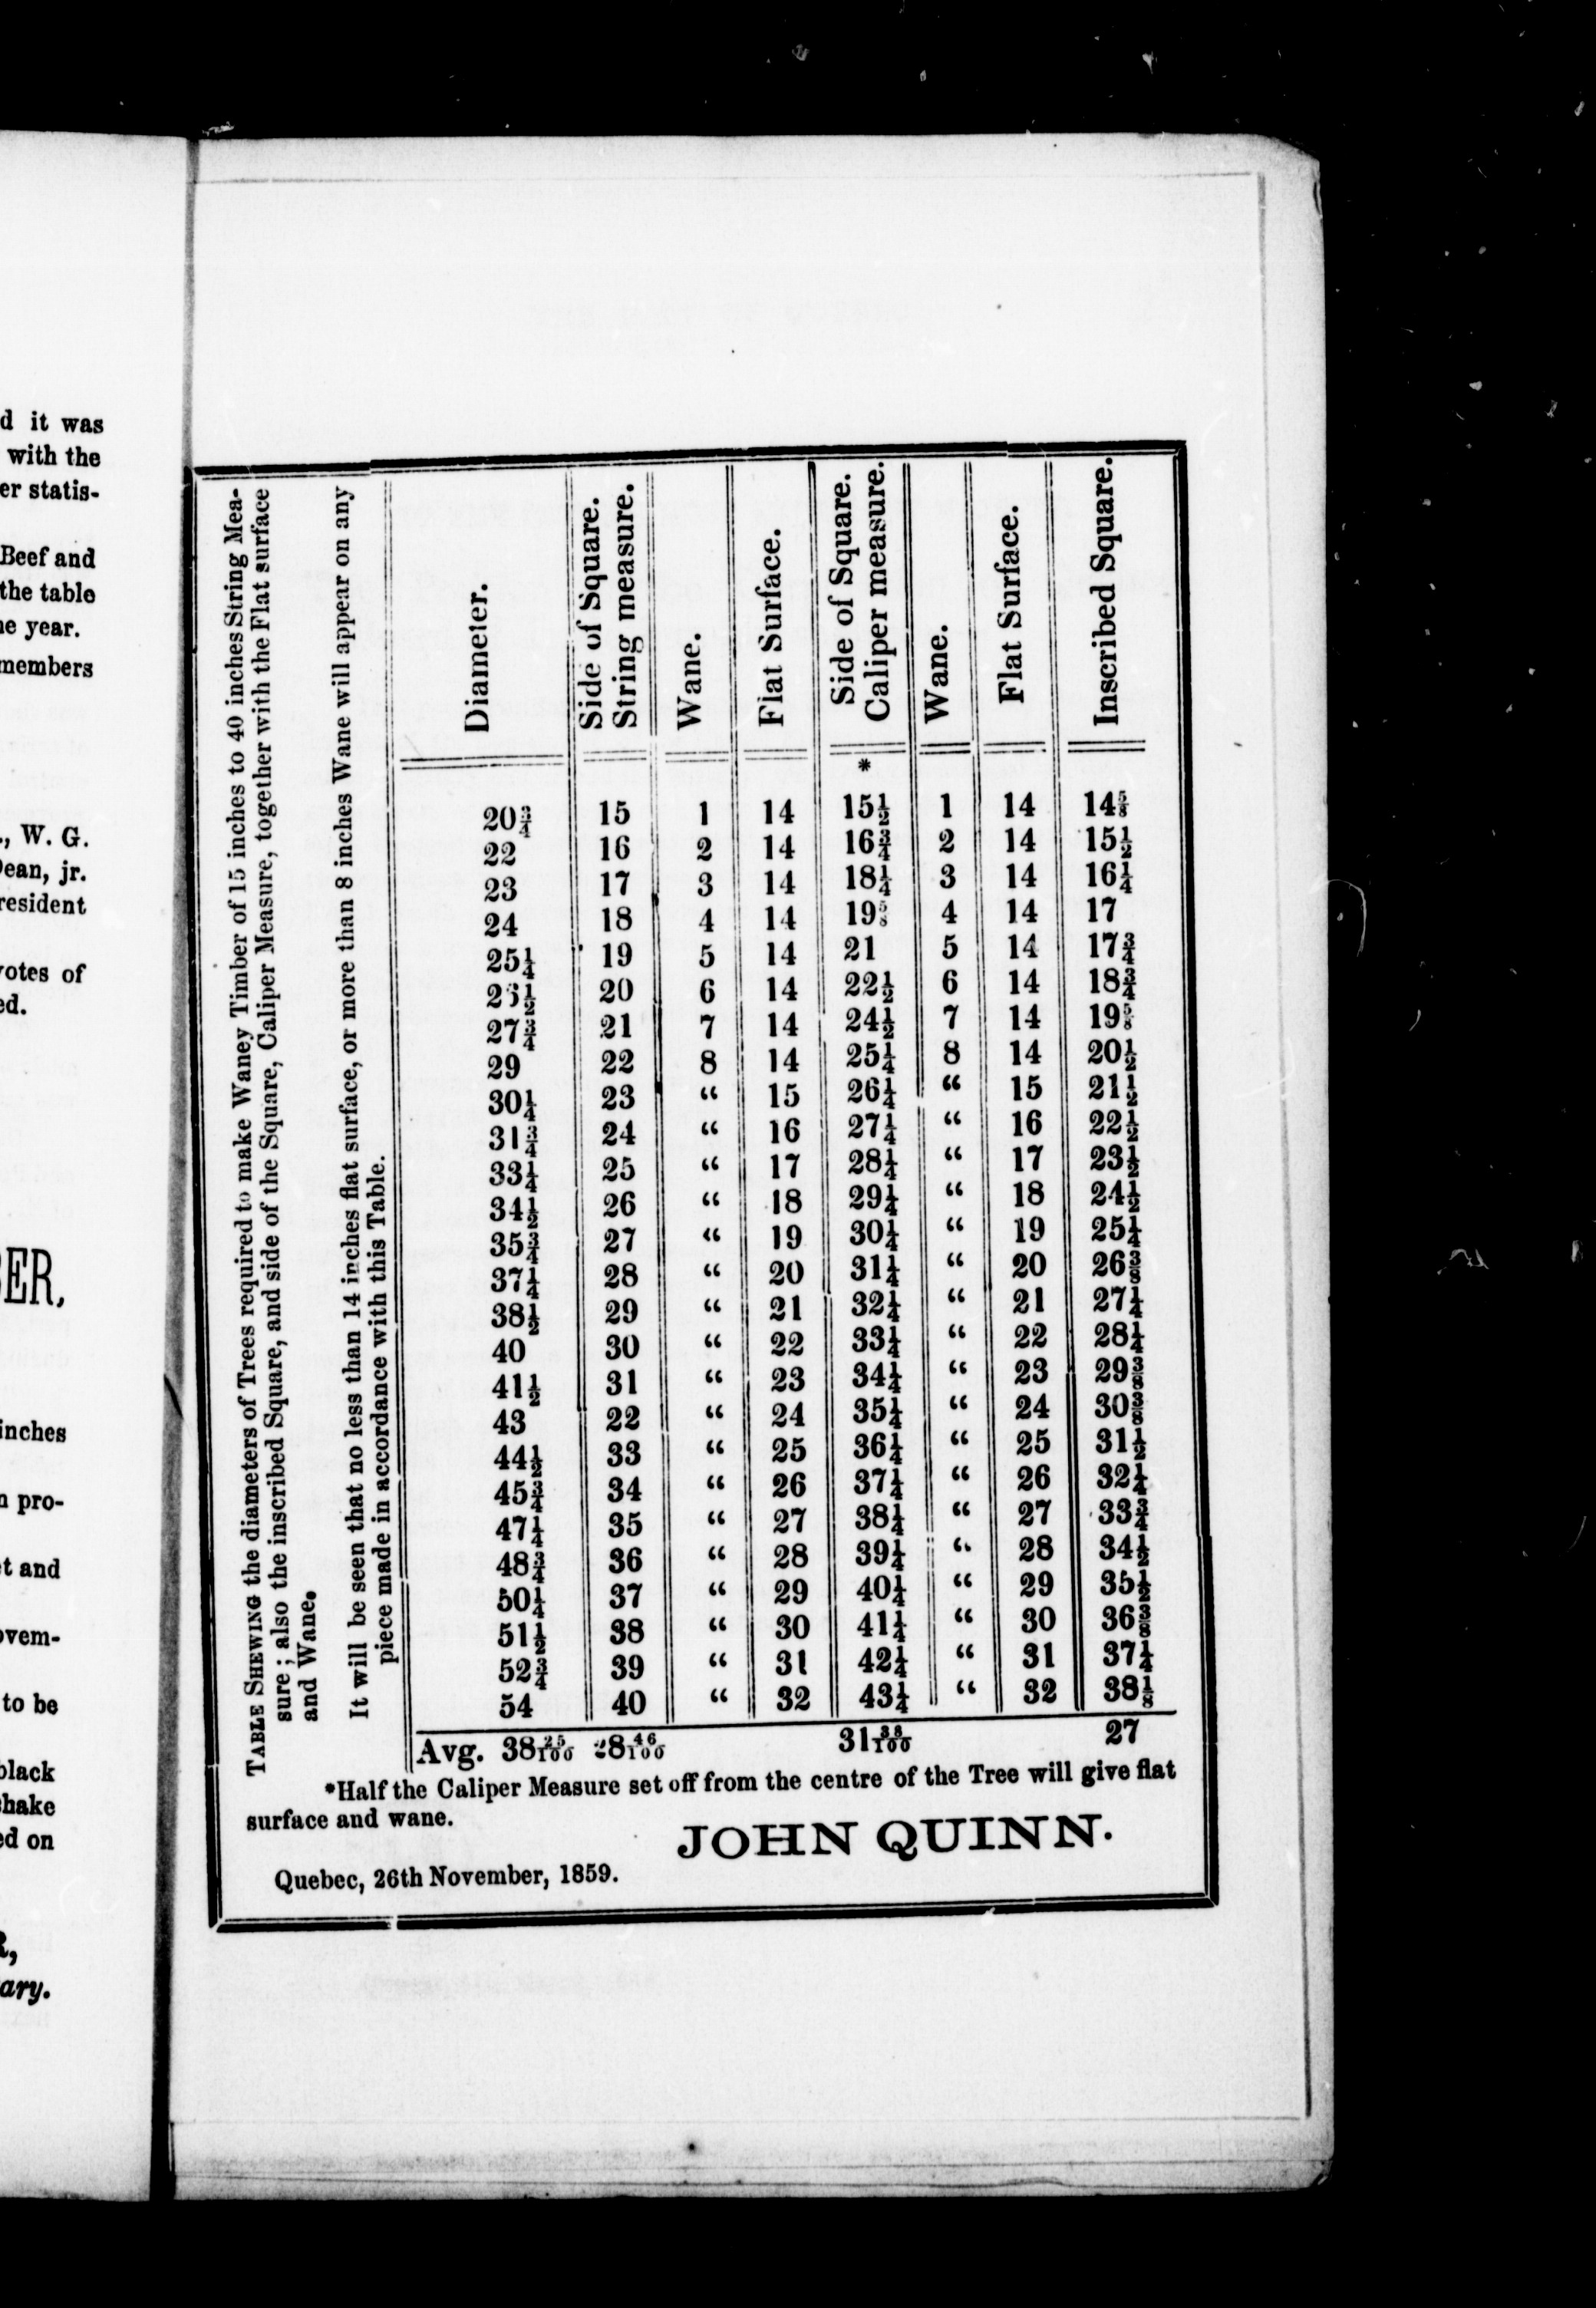 d it was
with the
er statis-
Beef and
the table
e year.
members
., W. G.
ean, jr.
resident
votes of
ed.
BER,
inches
n pro-
t and
ovem-
to be
black
shake
ed on
R,
ary.
TABLE SHEWING the diameters of Trees required to make Waney Timber of 15 inches to 40 inches String Mea-
sure ; also the inscribed Square, and side of the Square, Caliper Measure, together with the Flat surface
and Wane.
It will be seen that no less than 14 inches flat surface, or more than 8 inches Wane will appear on any
piece made in accordance with this Table.
Diameter. | Side of Square. String measure. | Wane. | Flat Surface. | Side of Square. Caliper measure. | Wane. | Flat Surface. | Inscribed Square.
*
20¾ 15 1 14 15½ 1 14 14⅝
22 16 2 14 16¾ 2 14 15½
23 17 3 14 18¼ 3 14 16¼
24 18 4 14 19⅝ 4 14 17
25¼ 19 5 14 21 5 14 17¾
26½ 20 6 14 22½ 6 14 18¾
27¾ 21 7 14 24½ 7 14 19⅝
29 22 8 14 25¼ 8 14 20½
30¼ 23 “ 15 26¼ “ 15 21½
31¾ 24 “ 16 27¼ “ 16 22½
33¼ 25 “ 17 28¼ “ 17 23½
34½ 26 “ 18 29¼ “ 18 24½
35¾ 27 “ 19 30¼ “ 19 25¼
37¼ 28 “ 20 31¼ “ 20 26⅜
38½ 29 “ 21 32¼ “ 21 27¼
40 30 “ 22 33¼ “ 22 28¼
41½ 31 “ 23 34¼ “ 23 29⅜
43 22 “ 24 35¼ “ 24 30⅜
44½ 33 “ 25 36¼ “ 25 31½
45¾ 34 “ 26 37¼ “ 26 32¼
47¼ 35 “ 27 38¼ “ 27 33¾
48¾ 36 “ 28 39¼ “ 28 34½
50¼ 37 “ 29 40¼ “ 29 35½
51½ 38 “ 30 41¼ “ 30 36⅜
52¾ 39 “ 31 42¼ “ 31 37¼
54 40 “ 32 43¼ “ 32 38⅛
Avg. 38 25/100 28 46/100 31 38/100 27
*Half the Caliper Measure set off from the centre of the Tree will give flat
surface and wane.
JOHN QUINN.
Quebec, 26th November, 1859.